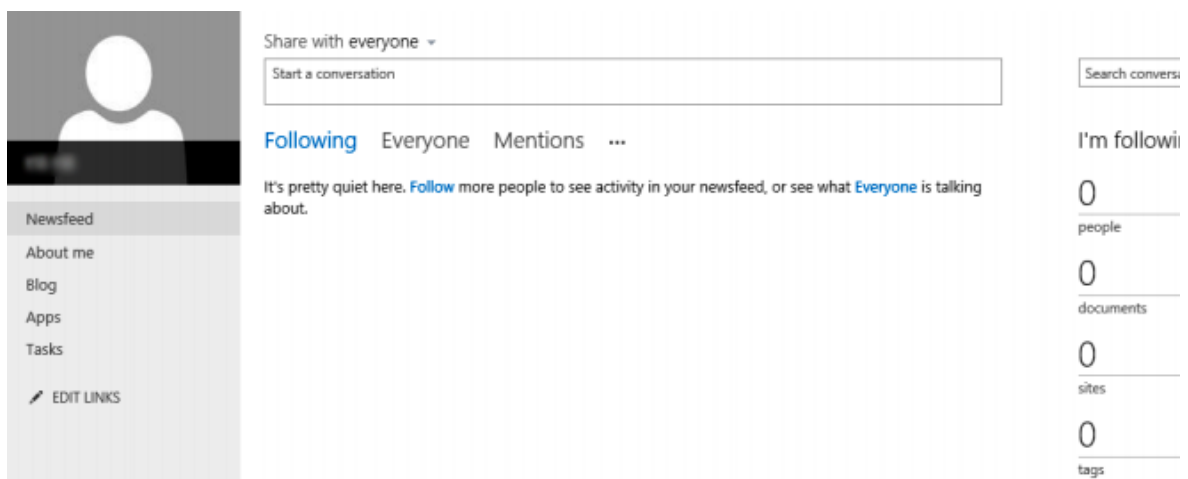 Share with everyone
Start a conversation
Following Everyone Mentions ...
It's pretty quiet here. Follow more people to see activity in your newsfeed, or see what Everyone is talking
about.
Newsfeed
About me
Blog
Apps
Tasks
EDIT LINKS
Search conversa
I'm followin
0
people
0
documents
0
sites
0
tags